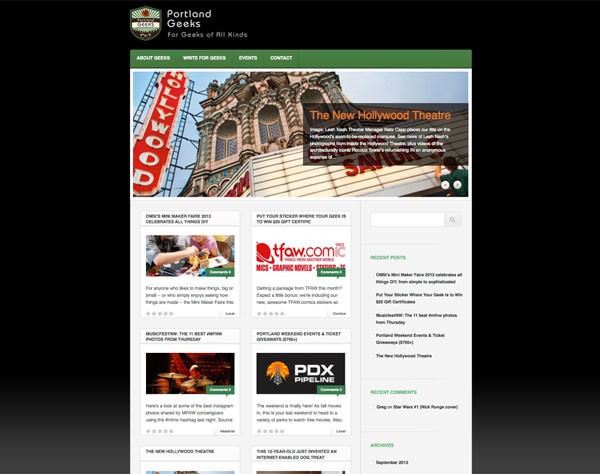 Portland
Geeks
For Geeks of All Kinds
ABOUT GEEKS
WRITE FOR GEEKS
EVENTS
CONTACT
HOLLYWOOD
SAVIOR
The New Hollywood Theatre
Image: Leah Nash Theater Manager Nate Capp places our title on the
Hollywood's soon-to-be-replaced marquee. See more of Leah Nash's
photographs from inside the Hollywood Theatre, plus videos of the
architecturally iconic Rococo Tower's refurbishing IN an anonymous
expanse of...
OMSI'S MINI MAKER FAIRE 2013
CELEBRATES ALL THINGS DIY
Comments 0
For anyone who likes to make things, big or
small – or who simply enjoys seeing how
things are made – the Mini Maker Faire this
Local
PUT YOUR STICKER WHERE YOUR GEEK IS
TO WIN $20 GIFT CERTIFIC
tfaw.comic
SINCE
THINGS FROM ANOTHER WORLD
MICS • GRAPHIC NOVELS • STATUES • TE
Comments 0
Getting a package from TFAW this month?
Expect a little bonus: we're including our
new, awesome TFAW.comics stickers so
Comics
MUSICFESTNW: THE 11 BEST #MFNW
PHOTOS FROM THURSDAY
Comments 0
Here's a look at some of the best Instagram
photos shared by MFNW concertgoers
using the #mfnw hashtag last night. Source:
Headline
PORTLAND WEEKEND EVENTS & TICKET
GIVEAWAYS ($700+)
PDX
PIPELINE
Comments 0
The weekend is finally here! As fall moves
in, this is your last weekend to head to a
variety of parks to watch free movies. Also,
Local
THE NEW HOLLYWOOD THEATRE
THIS 12-YEAR-OLD JUST INVENTED AN
INTERNET-ENABLED DOG TREAT
RECENT POSTS
OMSI's Mini Maker Faire 2013 celebrates all
things DIY, from simple to sophisticated
Put Your Sticker Where Your Geek Is to Win
$20 Gift Certificates
MusicfestNW: The 11 best #mfnw photos
from Thursday
Portland Weekend Events & Ticket
Giveaways ($700+)
The New Hollywood Theatre
RECENT COMMENTS
Greg on Star Wars #1 (Nick Runge cover)
ARCHIVES
September 2013